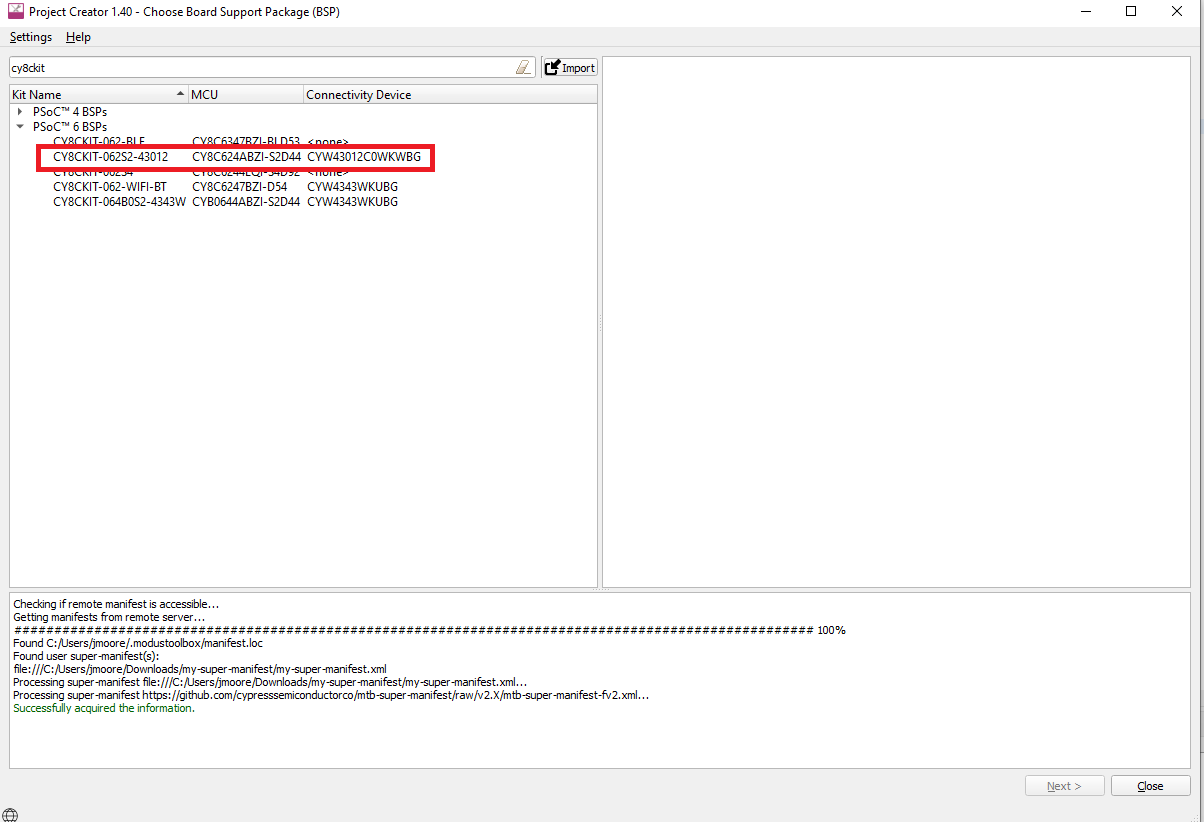 Project Creator 1.40 - Choose Board Support Package (BSP)
Settings Help
cy8ckit Import
Kit Name MCU Connectivity Device
PSoC™ 4 BSPs
PSoC™ 6 BSPs
CY8CKIT-062-BLE CY8C6347BZI-BLD53 <none>
CY8CKIT-062S2-43012 CY8C624ABZI-S2D44 CYW43012C0WKWBG
CY8CKIT-062S4 CY8C6244LQI-S4D92 <none>
CY8CKIT-062-WIFI-BT CY8C6247BZI-D54 CYW4343WKUBG
CY8CKIT-064B0S2-4343W CYB0644ABZI-S2D44 CYW4343WKUBG
Checking if remote manifest is accessible...
Getting manifests from remote server...
#################################################################################################### 100%
Found C:/Users/jmoore/.modustoolbox/manifest.loc
Found user super-manifest(s):
file:///C:/Users/jmoore/Downloads/my-super-manifest/my-super-manifest.xml
Processing super-manifest file:///C:/Users/jmoore/Downloads/my-super-manifest/my-super-manifest.xml...
Processing super-manifest https://github.com/cypresssemiconductorco/mtb-super-manifest/raw/v2.X/mtb-super-manifest-fv2.xml...
Successfully acquired the information.
Next > Close